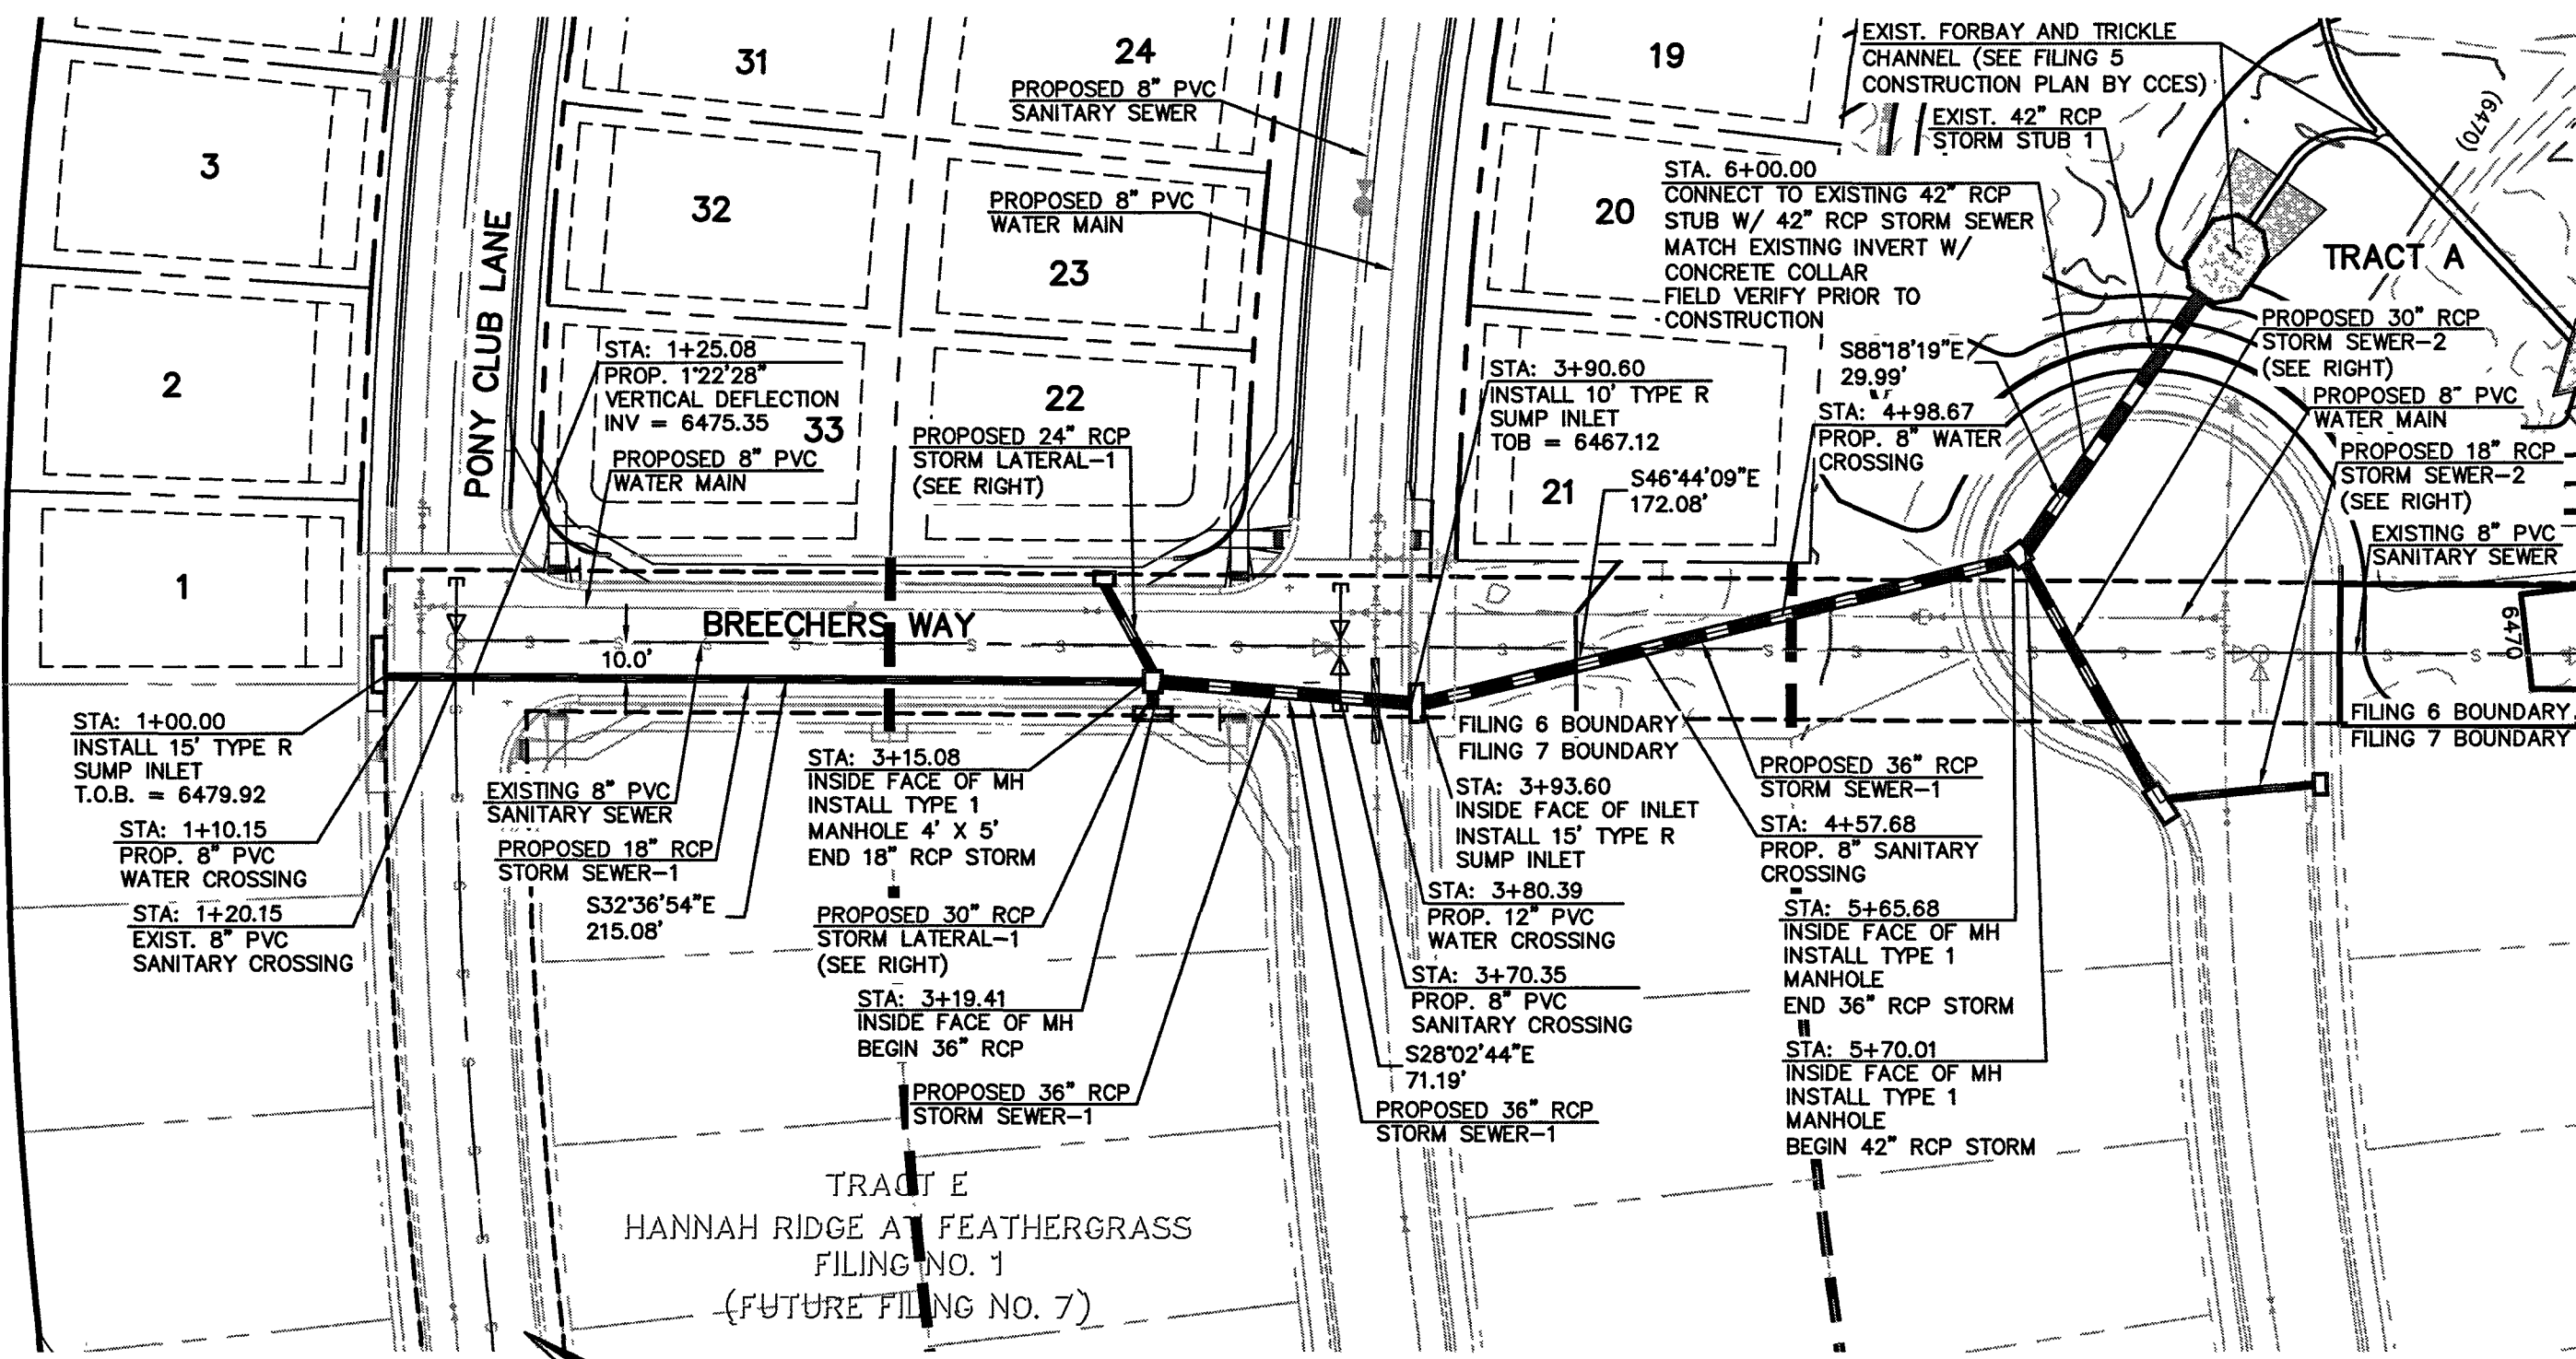 31
24
19
3
32
20
23
2
33
22
21
1
PONY CLUB LANE
BREECHERS WAY
TRACT A
PROPOSED 8" PVC
SANITARY SEWER
PROPOSED 8" PVC
WATER MAIN
EXIST. FORBAY AND TRICKLE
CHANNEL (SEE FILING 5
CONSTRUCTION PLAN BY CCES)
EXIST. 42" RCP
STORM STUB 1
(6470)
STA. 6+00.00
CONNECT TO EXISTING 42" RCP
STUB W/ 42" RCP STORM SEWER
MATCH EXISTING INVERT W/
CONCRETE COLLAR
FIELD VERIFY PRIOR TO
CONSTRUCTION
STA: 1+25.08
PROP. 1°22'28"
VERTICAL DEFLECTION
INV = 6475.35
PROPOSED 8" PVC
WATER MAIN
PROPOSED 24" RCP
STORM LATERAL-1
(SEE RIGHT)
STA: 3+90.60
INSTALL 10' TYPE R
SUMP INLET
TOB = 6467.12
S46°44'09"E
172.08'
S88°18'19"E
29.99'
STA: 4+98.67
PROP. 8" WATER
CROSSING
PROPOSED 30" RCP
STORM SEWER-2
(SEE RIGHT)
PROPOSED 8" PVC
WATER MAIN
PROPOSED 18" RCP
STORM SEWER-2
(SEE RIGHT)
EXISTING 8" PVC
SANITARY SEWER
6470
10.0'
FILING 6 BOUNDARY
FILING 7 BOUNDARY
FILING 6 BOUNDARY
FILING 7 BOUNDARY
STA: 1+00.00
INSTALL 15' TYPE R
SUMP INLET
T.O.B. = 6479.92
STA: 1+10.15
PROP. 8" PVC
WATER CROSSING
STA: 1+20.15
EXIST. 8" PVC
SANITARY CROSSING
EXISTING 8" PVC
SANITARY SEWER
PROPOSED 18" RCP
STORM SEWER-1
S32°36'54"E
215.08'
STA: 3+15.08
INSIDE FACE OF MH
INSTALL TYPE 1
MANHOLE 4' X 5'
END 18" RCP STORM
PROPOSED 30" RCP
STORM LATERAL-1
(SEE RIGHT)
STA: 3+19.41
INSIDE FACE OF MH
BEGIN 36" RCP
PROPOSED 36" RCP
STORM SEWER-1
STA: 3+93.60
INSIDE FACE OF INLET
INSTALL 15' TYPE R
SUMP INLET
STA: 3+80.39
PROP. 12" PVC
WATER CROSSING
STA: 3+70.35
PROP. 8" PVC
SANITARY CROSSING
S28°02'44"E
71.19'
PROPOSED 36" RCP
STORM SEWER-1
PROPOSED 36" RCP
STORM SEWER-1
STA: 4+57.68
PROP. 8" SANITARY
CROSSING
STA: 5+65.68
INSIDE FACE OF MH
INSTALL TYPE 1
MANHOLE
END 36" RCP STORM
STA: 5+70.01
INSIDE FACE OF MH
INSTALL TYPE 1
MANHOLE
BEGIN 42" RCP STORM
TRACT E
HANNAH RIDGE AT FEATHERGRASS
FILING NO. 1
(FUTURE FILING NO. 7)